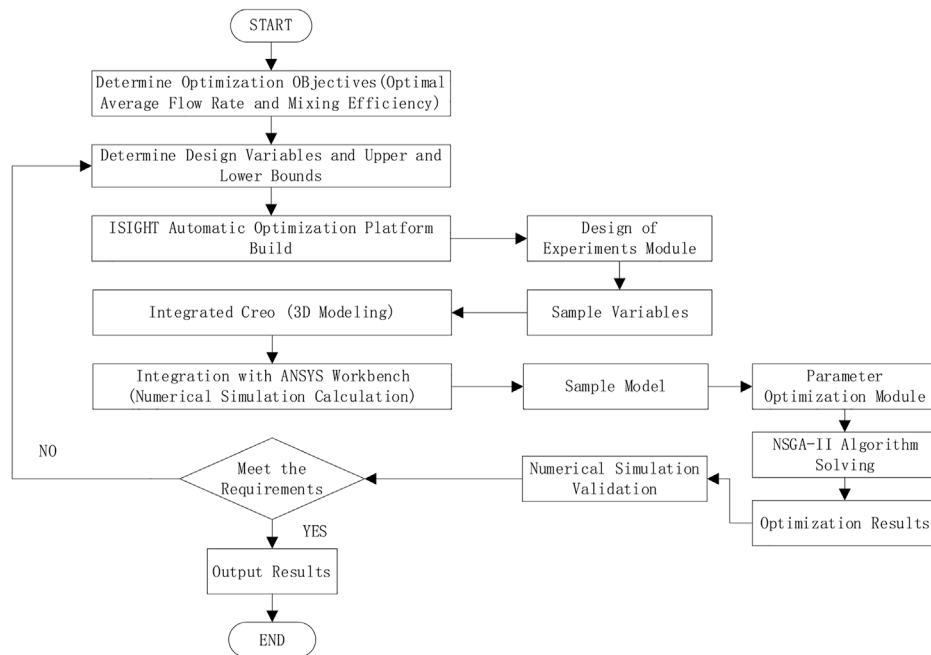 START
Determine Optimization OBjectives(Optimal
Average Flow Rate and Mixing Efficiency)
Determine Design Variables and Upper and
Lower Bounds
ISIGHT Automatic Optimization Platform
Build
Design of
Experiments Module
Integrated Creo (3D Modeling)
Sample Variables
Integration with ANSYS Workbench
(Numerical Simulation Calculation)
Sample Model
Parameter
Optimization Module
NSGA-II Algorithm
Solving
Optimization Results
Numerical Simulation
Validation
Meet the
Requirements
NO
YES
Output Results
END